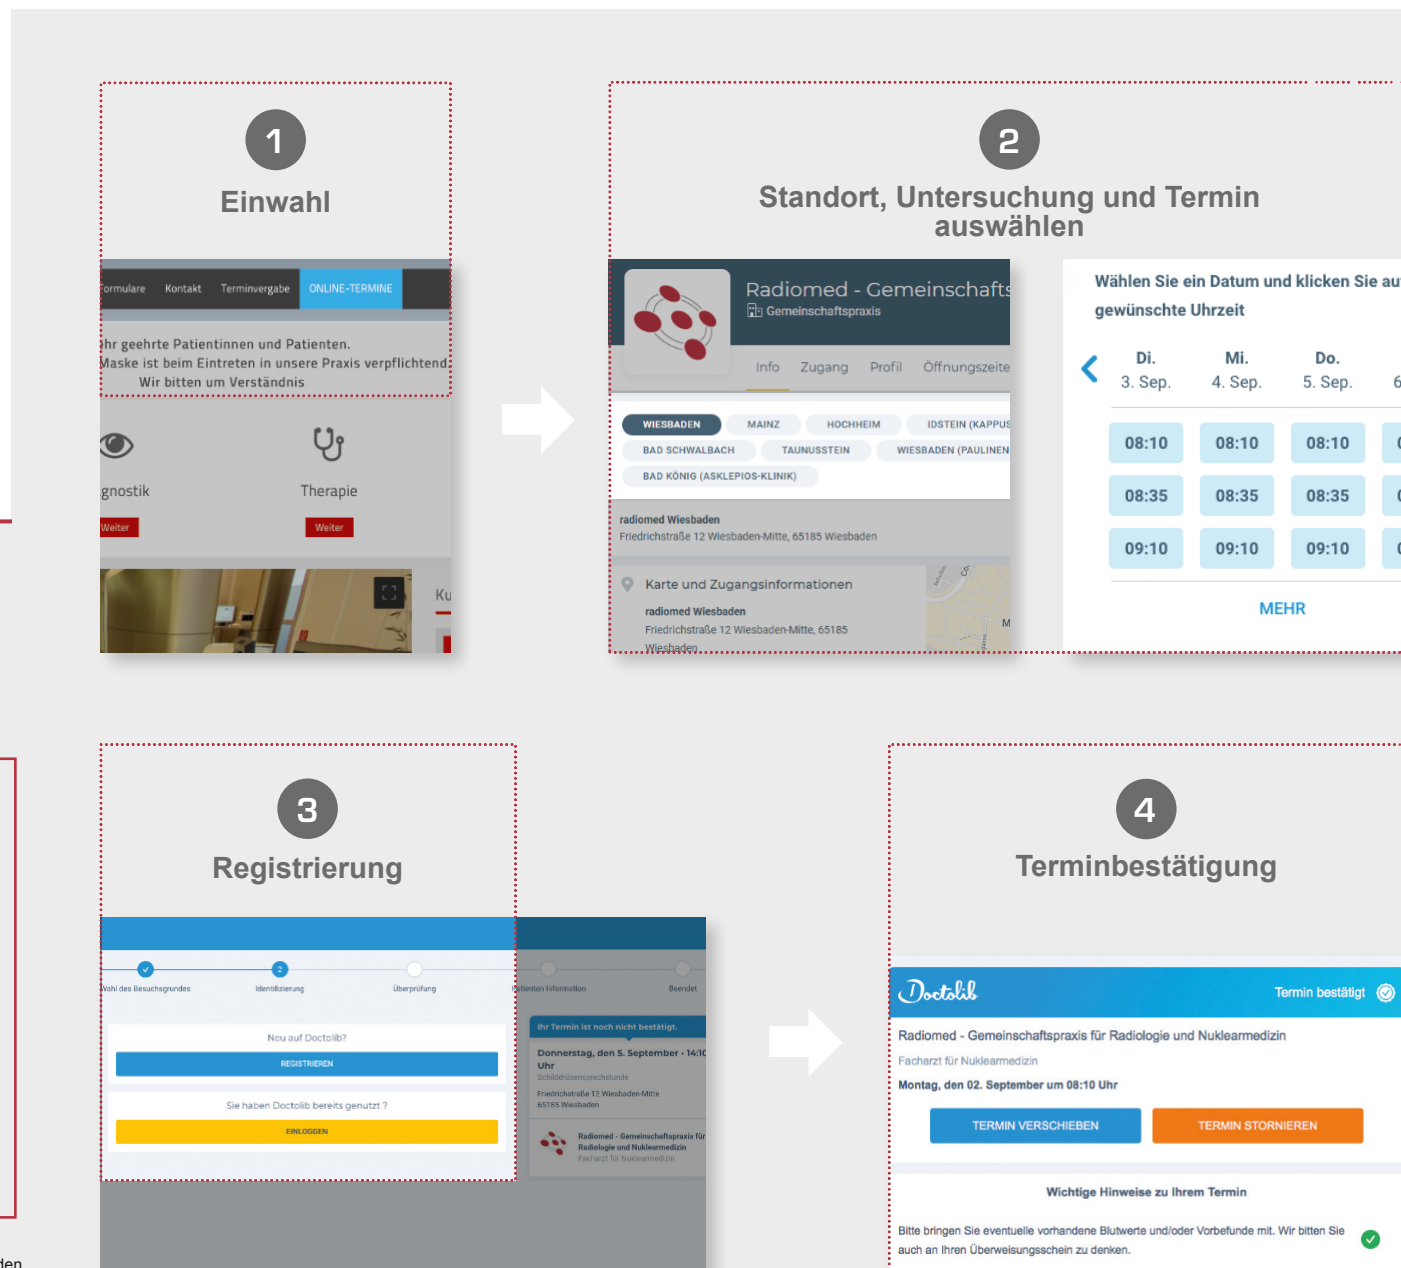 1
Einwahl
Formulare Kontakt Terminvergabe ONLINE-TERMINE
geehrte Patientinnen und Patienten.
Maske ist beim Eintreten in unsere Praxis verpflichtend
Wir bitten um Verständnis
gnostik Therapie
Weiter Weiter
Ku
2
Standort, Untersuchung und Termin
auswählen
Radiomed - Gemeinschafts
Gemeinschaftspraxis
Info Zugang Profil Öffnungszeite
WIESBADEN MAINZ HOCHHEIM IDSTEIN (KAPPUS
BAD SCHWALBACH TAUNUSSTEIN WIESBADEN (PAULINEN
BAD KÖNIG (ASKLEPIOS-KLINIK)
radiomed Wiesbaden
Friedrichstraße 12 Wiesbaden-Mitte, 65185 Wiesbaden
Karte und Zugangsinformationen
radiomed Wiesbaden
Friedrichstraße 12 Wiesbaden-Mitte, 65185
Wiesbaden
Wählen Sie ein Datum und klicken Sie au
gewünschte Uhrzeit
Di. Mi. Do.
3. Sep. 4. Sep. 5. Sep. 6
08:10 08:10 08:10
08:35 08:35 08:35
09:10 09:10 09:10
MEHR
3
Registrierung
Wahl des Besuchsgrundes Identifizierung Überprüfung Patienten Information Beendet
Neu auf Doctolib?
REGISTRIEREN
Sie haben Doctolib bereits genutzt ?
EINLOGGEN
Ihr Termin ist noch nicht bestätigt.
Donnerstag, den 5. September • 14:10
Uhr
Schilddrüsensprechstunde
Friedrichstraße 12 Wiesbaden-Mitte
65185 Wiesbaden
Radiomed - Gemeinschaftspraxis für
Radiologie und Nuklearmedizin
Facharzt für Nuklearmedizin
4
Terminbestätigung
Doctolib Termin bestätigt
Radiomed - Gemeinschaftspraxis für Radiologie und Nuklearmedizin
Facharzt für Nuklearmedizin
Montag, den 02. September um 08:10 Uhr
TERMIN VERSCHIEBEN TERMIN STORNIEREN
Wichtige Hinweise zu Ihrem Termin
Bitte bringen Sie eventuelle vorhandene Blutwerte und/oder Vorbefunde mit. Wir bitten Sie
auch an Ihren Überweisungsschein zu denken.
den